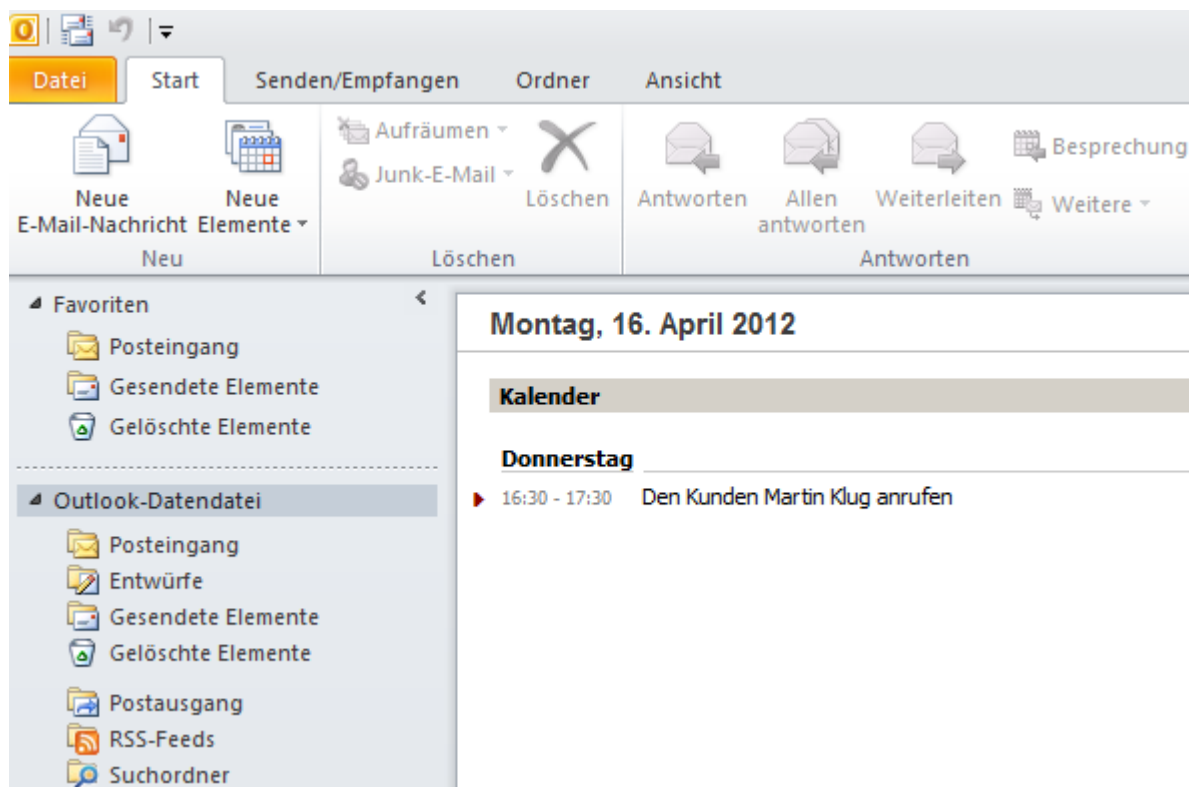 Datei Start Senden/Empfangen Ordner Ansicht
Neue
E-Mail-Nachricht
Neue
Elemente
Neu
Aufräumen
Junk-E-Mail
Löschen
Löschen
Antworten
Allen
antworten
Weiterleiten
Besprechung
Weitere
Antworten
Favoriten
Posteingang
Gesendete Elemente
Gelöschte Elemente
Outlook-Datendatei
Posteingang
Entwürfe
Gesendete Elemente
Gelöschte Elemente
Postausgang
RSS-Feeds
Suchordner
Montag, 16. April 2012
Kalender
Donnerstag
16:30 - 17:30 Den Kunden Martin Klug anrufen